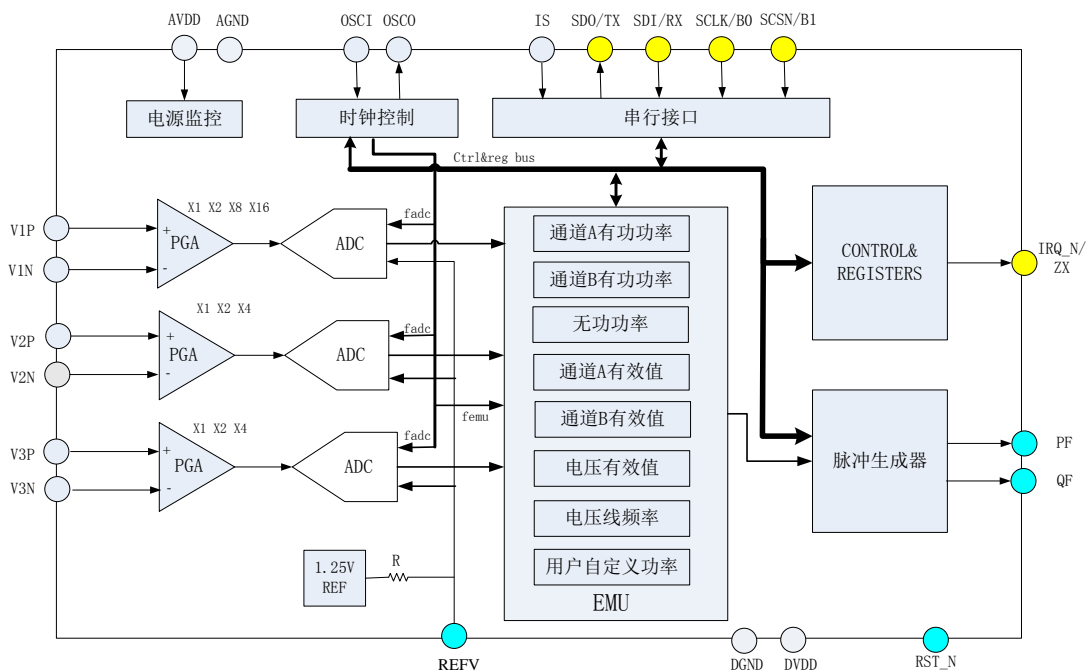 AVDD AGND OSCI OSCO IS SDO/TX SDI/RX SCLK/B0 SCSN/B1
电源监控
时钟控制
串行接口
Ctrl&reg bus
V1P
V1N
X1 X2 X8 X16
+
PGA
-
ADC
fadc
V2P
V2N
X1 X2 X4
+
PGA
-
ADC
fadc
femu
V3P
V3N
X1 X2 X4
+
PGA
-
ADC
fadc
通道A有功功率
通道B有功功率
无功功率
通道A有效值
通道B有效值
电压有效值
电压线频率
用户自定义功率
EMU
CONTROL&
REGISTERS
IRQ_N/
ZX
脉冲生成器
PF
QF
1.25V
REF
R
REFV
DGND DVDD
RST_N